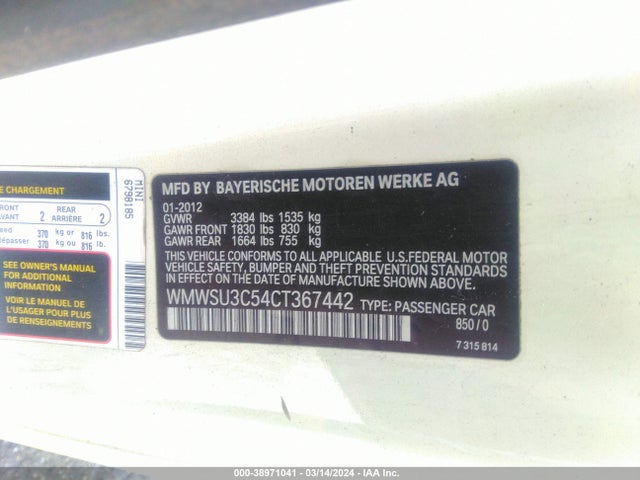 E CHARGEMENT
FRONT
AVANT 2 REAR
ARRIÈRE 2
370 kg or 816 lbs.
370 kg ou 816 lb.
SEE OWNER'S MANUAL
FOR ADDITIONAL
INFORMATION
VOIR LE MANUEL DE
L'USAGER POUR PLUS
DE RENSEIGNEMENTS
MINI
6798185
MFD BY BAYERISCHE MOTOREN WERKE AG
01-2012
GVWR 3384 lbs 1535 kg
GAWR FRONT 1830 lbs 830 kg
GAWR REAR 1664 lbs 755 kg
THIS VEHICLE CONFORMS TO ALL APPLICABLE U.S.FEDERAL MOTOR
VEHICLE SAFETY, BUMPER AND THEFT PREVENTION STANDARDS
IN EFFECT ON THE DATE OF MANUFACTURE SHOWN ABOVE.
WMWSU3C54CT367442 TYPE: PASSENGER CAR
850/0
7 315 814
000-38971041 - 03/14/2024 - IAA Inc.